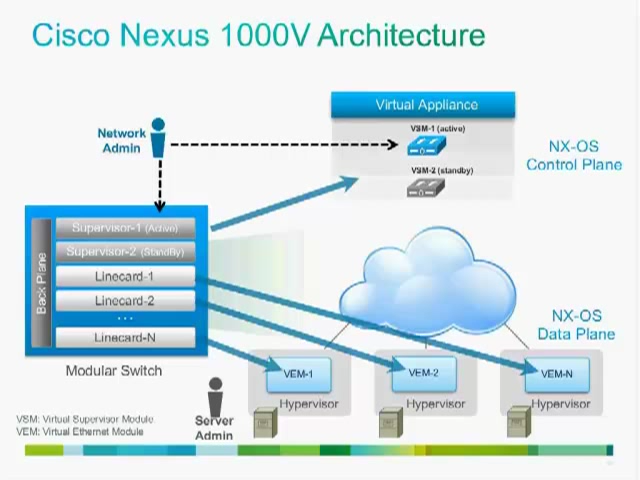 Cisco Nexus 1000V Architecture
Virtual Appliance
VSM-1 (active)
VSM-2 (standby)
NX-OS
Control Plane
Network
Admin
Back Plane
Supervisor-1 (Active)
Supervisor-2 (StandBy)
Linecard-1
Linecard-2
...
Linecard-N
Modular Switch
NX-OS
Data Plane
VEM-1
VEM-2
VEM-N
Hypervisor
Hypervisor
Hypervisor
Server
Admin
VSM: Virtual Supervisor Module
VEM: Virtual Ethernet Module